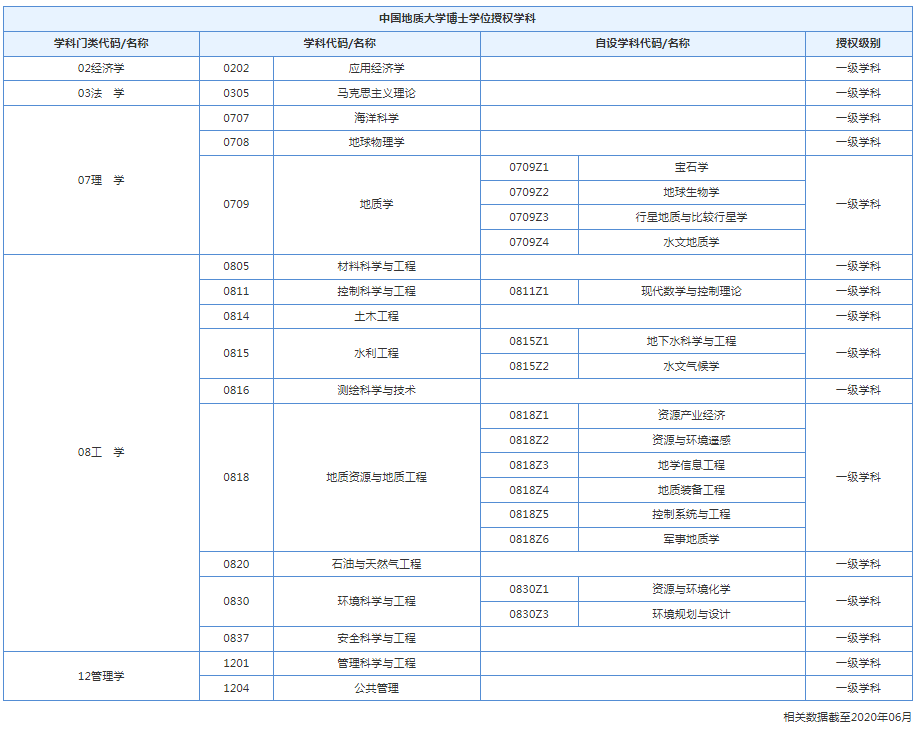 中国地质大学博士学位授权学科
学科门类代码/名称 学科代码/名称 自设学科代码/名称 授权级别
02经济学 0202 应用经济学 一级学科
03法 学 0305 马克思主义理论 一级学科
07理 学 0707 海洋科学 一级学科
0708 地球物理学 一级学科
0709 地质学 0709Z1 宝石学 一级学科
0709Z2 地球生物学
0709Z3 行星地质与比较行星学
0709Z4 水文地质学
08工 学 0805 材料科学与工程 一级学科
0811 控制科学与工程 0811Z1 现代数学与控制理论 一级学科
0814 土木工程 一级学科
0815 水利工程 0815Z1 地下水科学与工程 一级学科
0815Z2 水文气候学
0816 测绘科学与技术 一级学科
0818 地质资源与地质工程 0818Z1 资源产业经济 一级学科
0818Z2 资源与环境遥感
0818Z3 地学信息工程
0818Z4 地质装备工程
0818Z5 控制系统与工程
0818Z6 军事地质学
0820 石油与天然气工程 一级学科
0830 环境科学与工程 0830Z1 资源与环境化学 一级学科
0830Z3 环境规划与设计
0837 安全科学与工程 一级学科
12管理学 1201 管理科学与工程 一级学科
1204 公共管理 一级学科
相关数据截至2020年06月